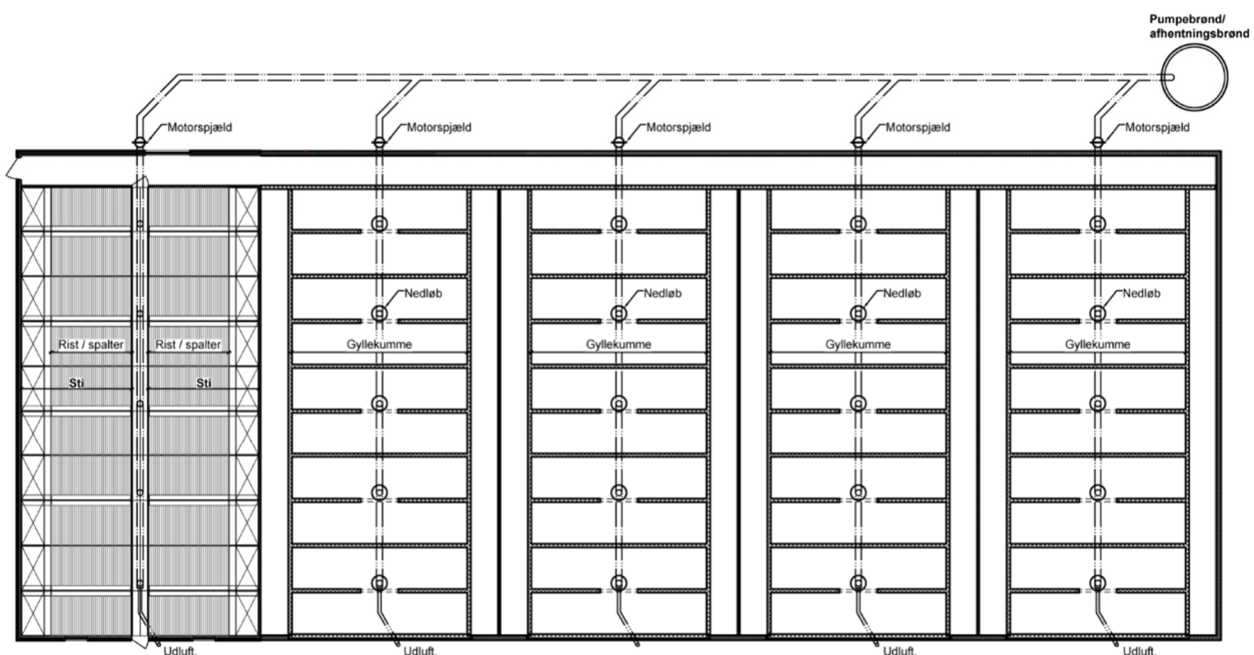 Pumpebrønd/
afhentningsbrønd
Motorspjæld
Motorspjæld
Motorspjæld
Motorspjæld
Motorspjæld
Nedløb
Nedløb
Nedløb
Nedløb
Rist / spalter
Rist / spalter
Gyllekumme
Gyllekumme
Gyllekumme
Gyllekumme
Sti
Sti
Udluft.
Udluft.
Udluft.
Udluft.
Udluft.